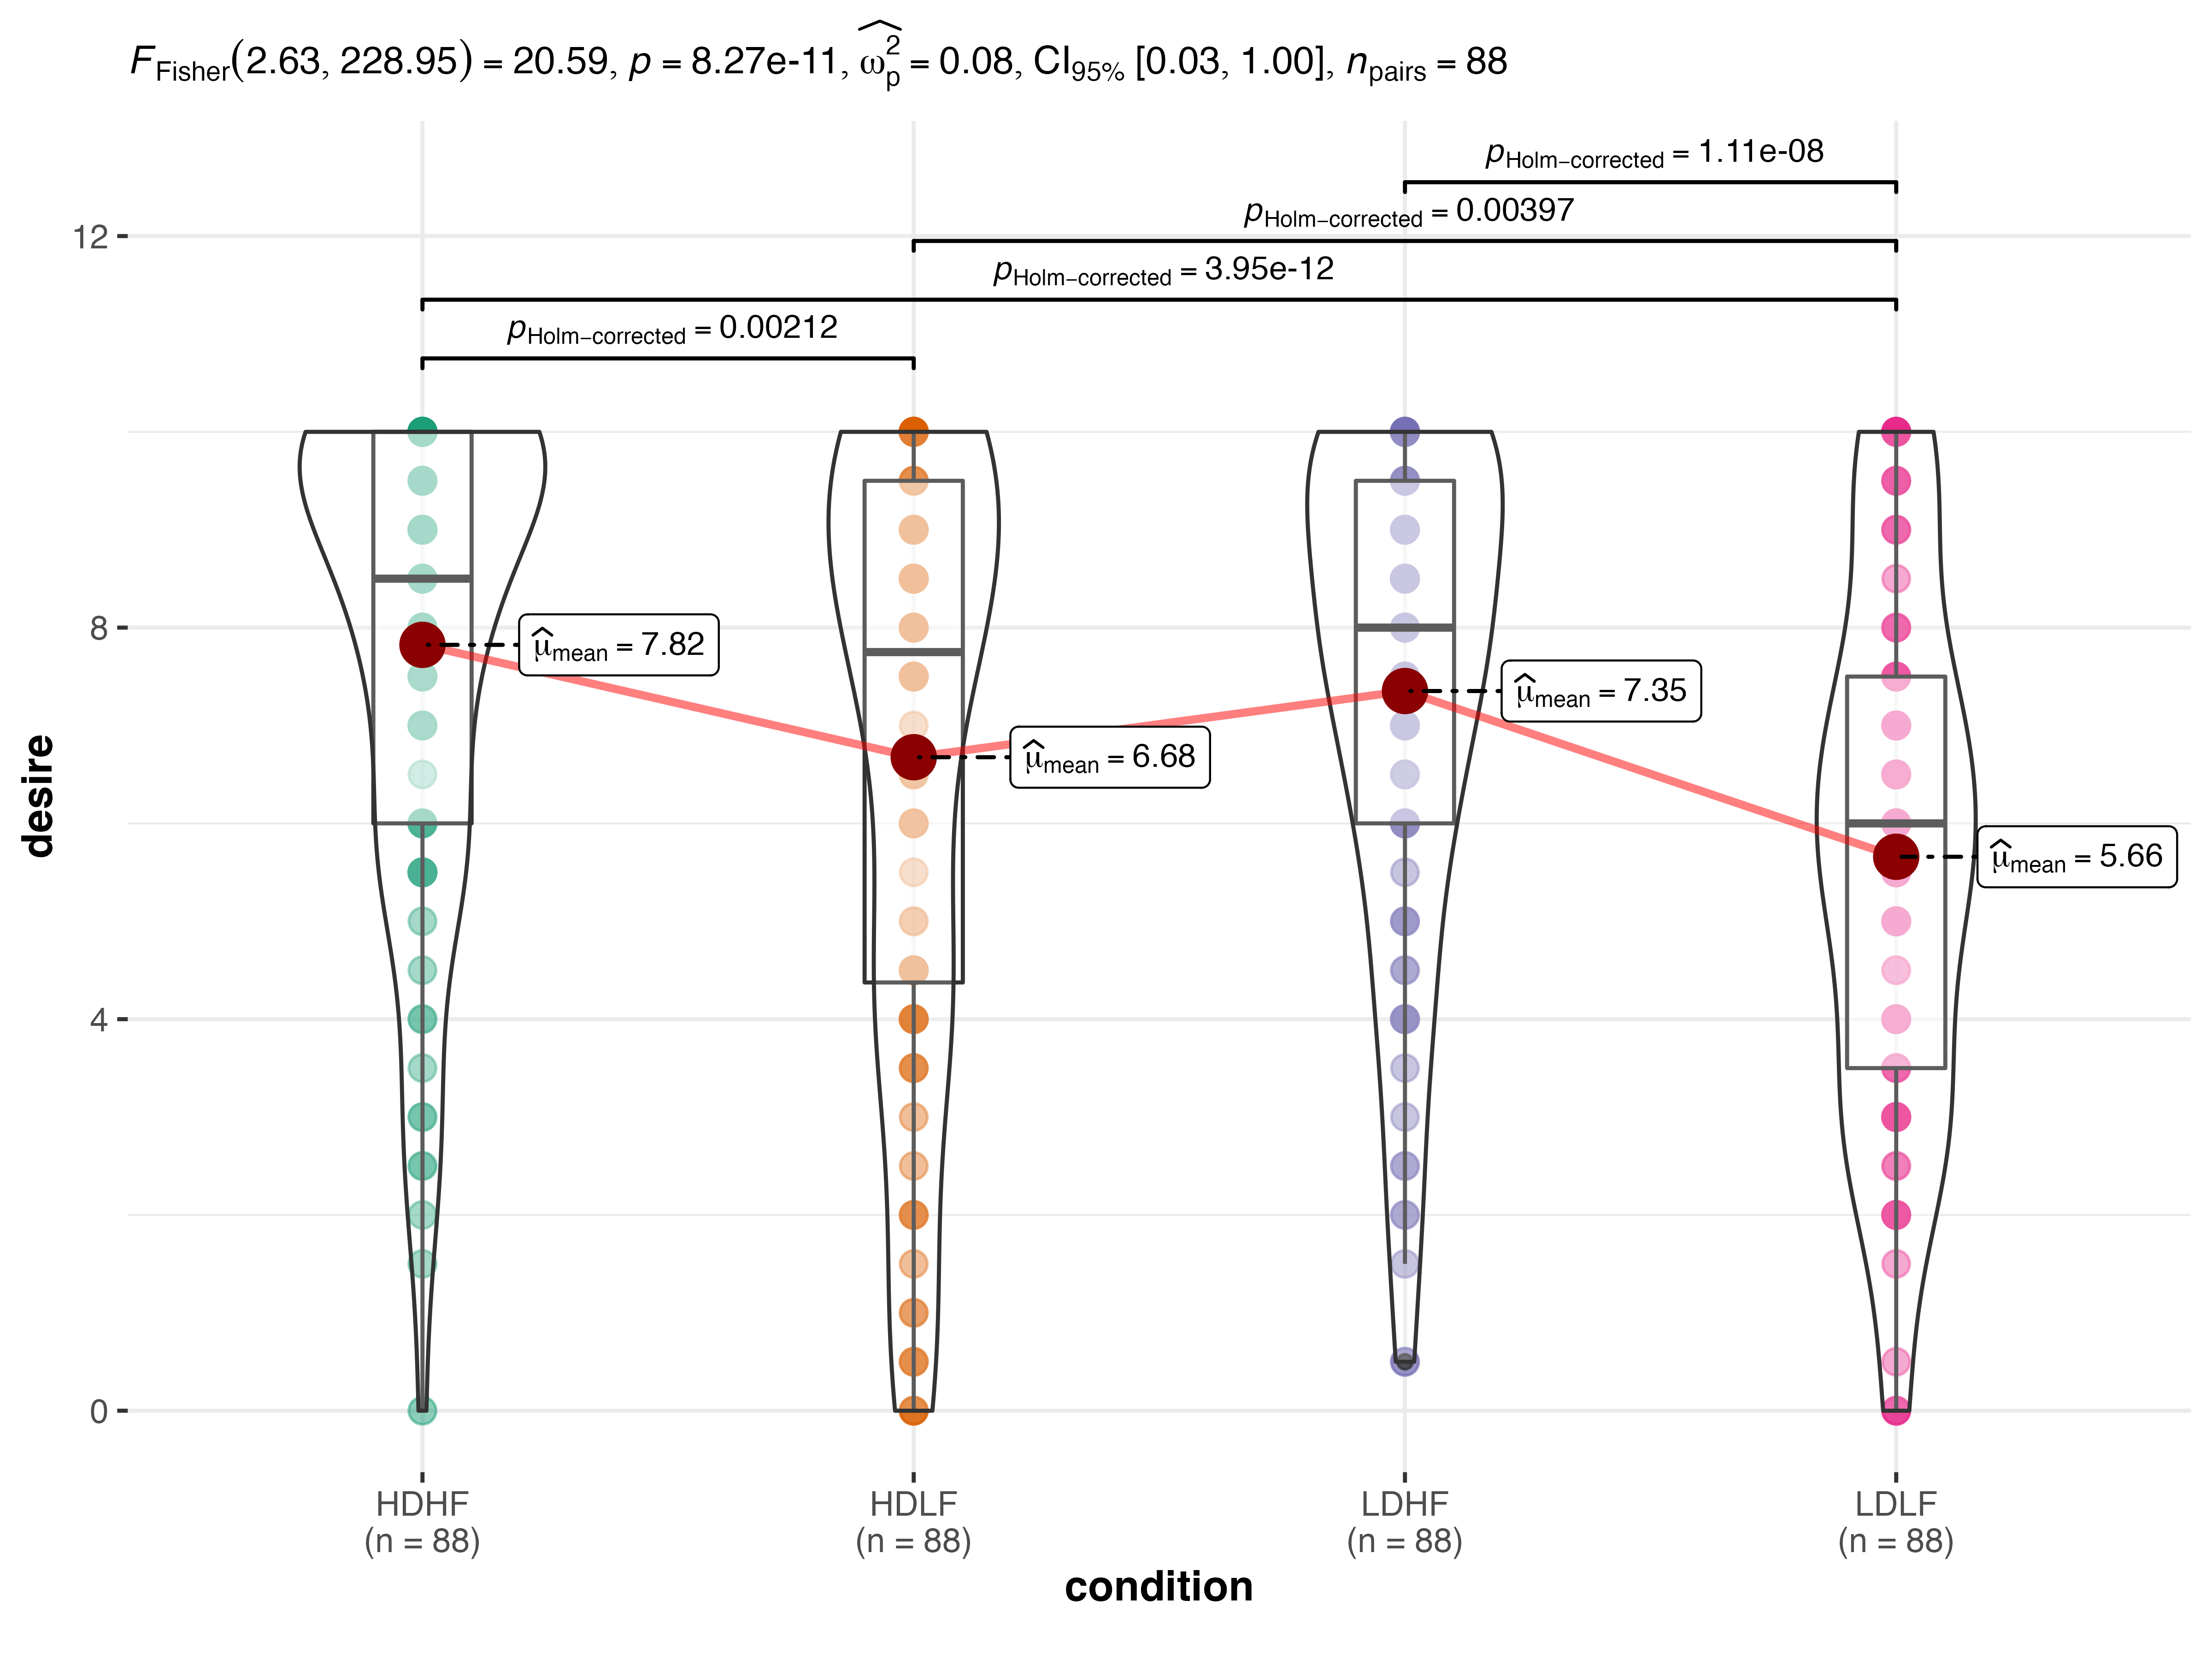 F_Fisher(2.63, 228.95) = 20.59, p = 8.27e-11, ω̂²_p = 0.08, CI_95% [0.03, 1.00], n_pairs = 88
p_Holm−corrected = 1.11e-08
p_Holm−corrected = 0.00397
12
p_Holm−corrected = 3.95e-12
p_Holm−corrected = 0.00212
8
μ̂_mean = 7.82
μ̂_mean = 7.35
μ̂_mean = 6.68
μ̂_mean = 5.66
desire
4
0
HDHF HDLF LDHF LDLF
(n = 88) (n = 88) (n = 88) (n = 88)
condition